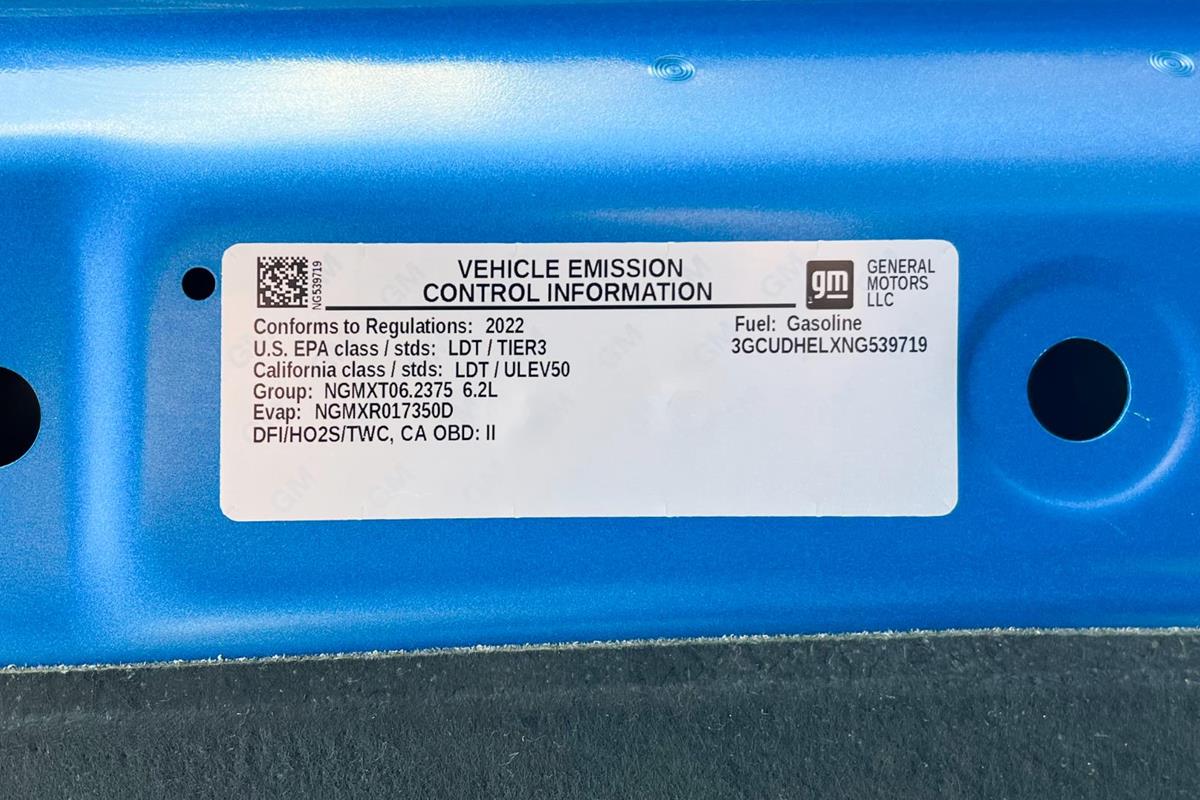 NG539719
VEHICLE EMISSION
CONTROL INFORMATION
gm
GENERAL
MOTORS
LLC
Conforms to Regulations: 2022
U.S. EPA class / stds: LDT / TIER3
California class / stds: LDT / ULEV50
Group: NGMXT06.2375 6.2L
Evap: NGMXR017350D
DFI/HO2S/TWC, CA OBD: II
Fuel: Gasoline
3GCUDHELXNG539719
GM
GM